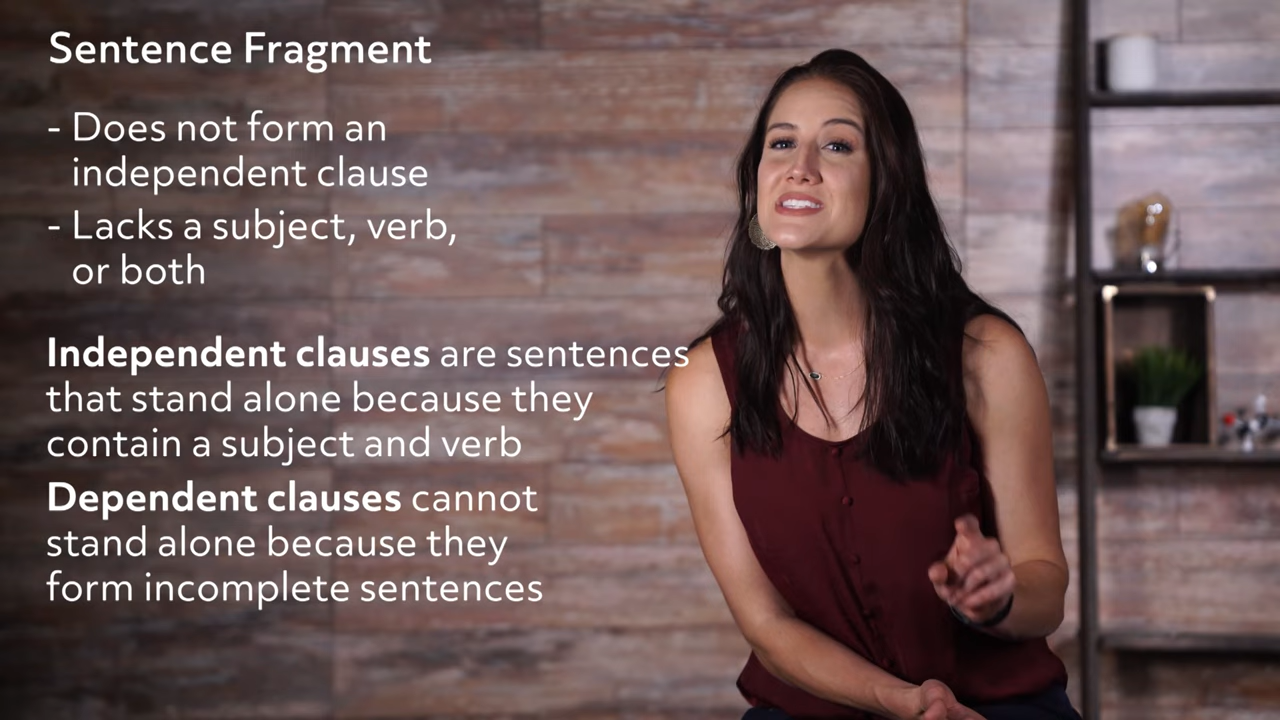 Sentence Fragment
- Does not form an
independent clause
- Lacks a subject, verb,
or both
Independent clauses are sentences
that stand alone because they
contain a subject and verb
Dependent clauses cannot
stand alone because they
form incomplete sentences